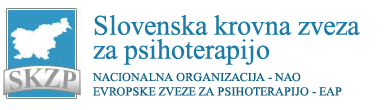 Slovenska krovna zveza
za psihoterapijo
SKZP
NACIONALNA ORGANIZACIJA - NAO
EVROPSKE ZVEZE ZA PSIHOTERAPIJO - EAP